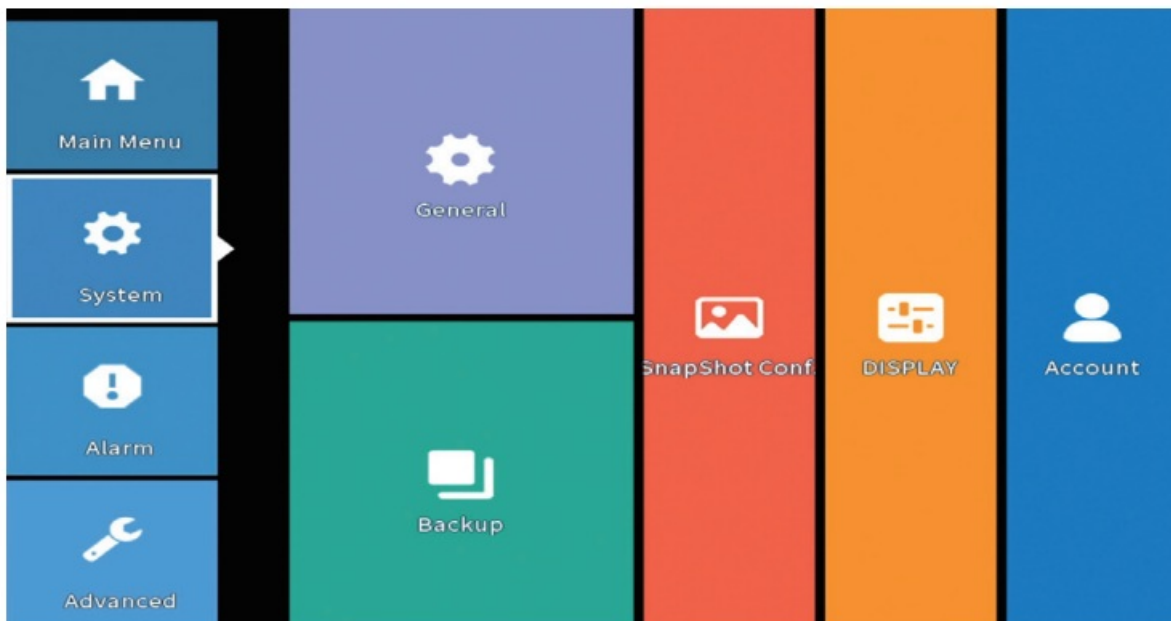 Main Menu
System
Alarm
Advanced
General
Backup
SnapShot Conf.
DISPLAY
Account